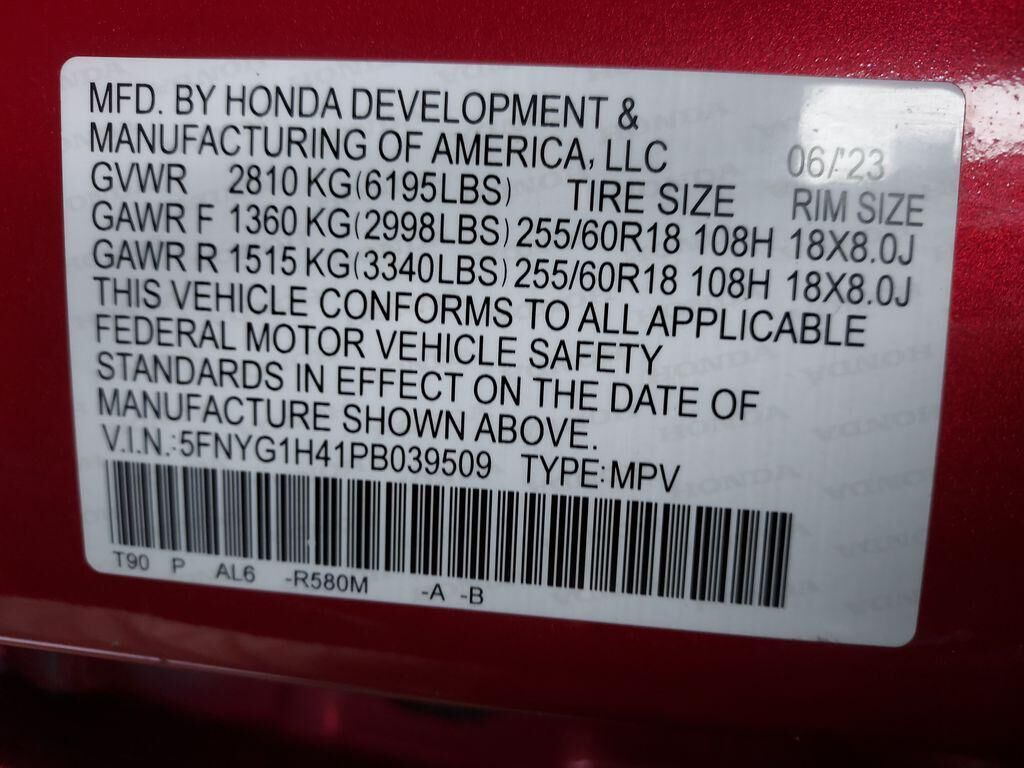 MFD. BY HONDA DEVELOPMENT &
MANUFACTURING OF AMERICA, LLC 06/'23
GVWR 2810 KG(6195LBS) TIRE SIZE RIM SIZE
GAWR F 1360 KG(2998LBS) 255/60R18 108H 18X8.0J
GAWR R 1515 KG(3340LBS) 255/60R18 108H 18X8.0J
THIS VEHICLE CONFORMS TO ALL APPLICABLE
FEDERAL MOTOR VEHICLE SAFETY
STANDARDS IN EFFECT ON THE DATE OF
MANUFACTURE SHOWN ABOVE.
V.I.N.:5FNYG1H41PB039509 TYPE:MPV
T90 P AL6 -R580M -A -B